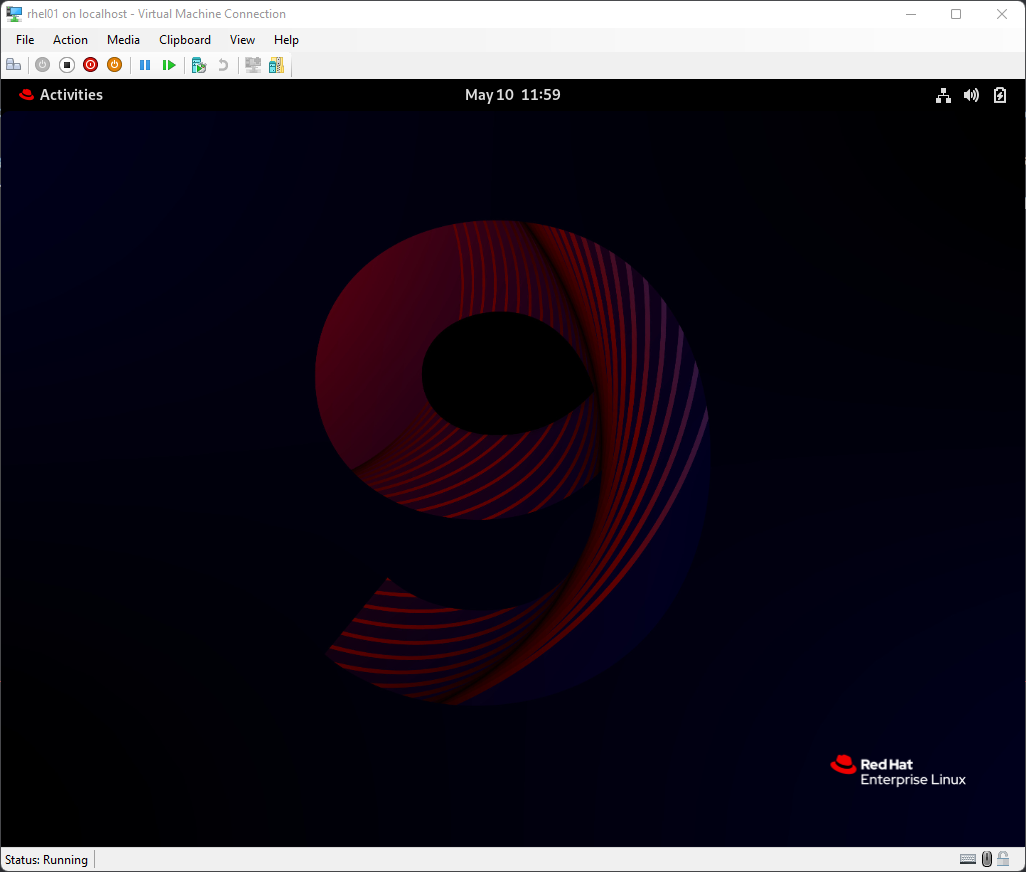 rhel01 on localhost - Virtual Machine Connection
File Action Media Clipboard View Help
Activities May 10 11:59
9
Red Hat
Enterprise Linux
Status: Running